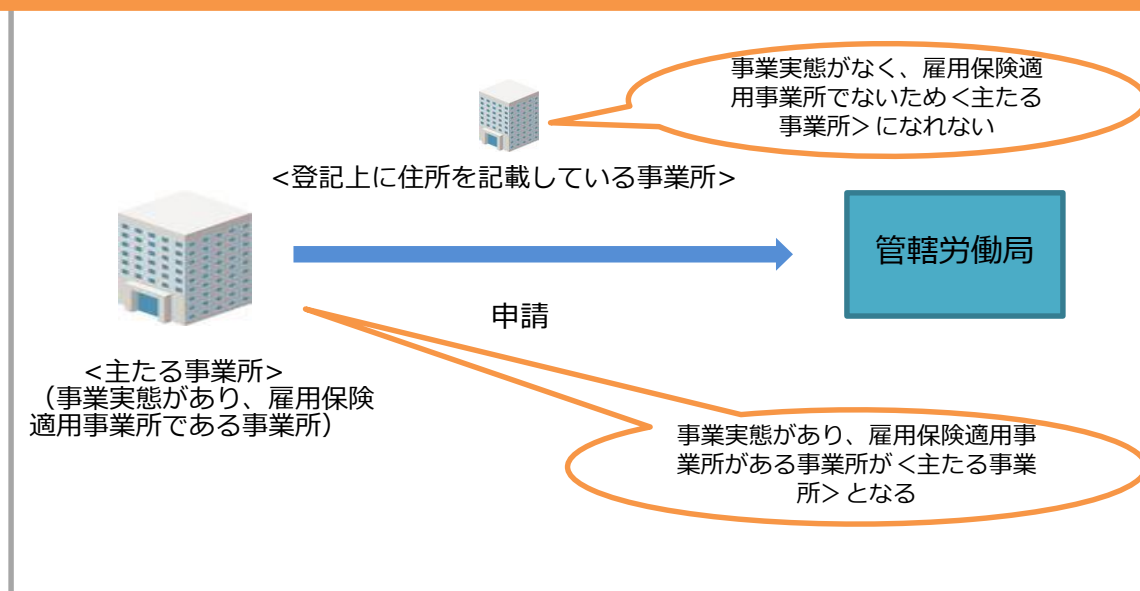 事業実態がなく、雇用保険適
用事業所でないため<主たる
事業所>になれない
<登記上に住所を記載している事業所>
管轄労働局
申請
<主たる事業所>
（事業実態があり、雇用保険
適用事業所である事業所）
事業実態があり、雇用保険適用事
業所がある事業所が<主たる事業
所>となる